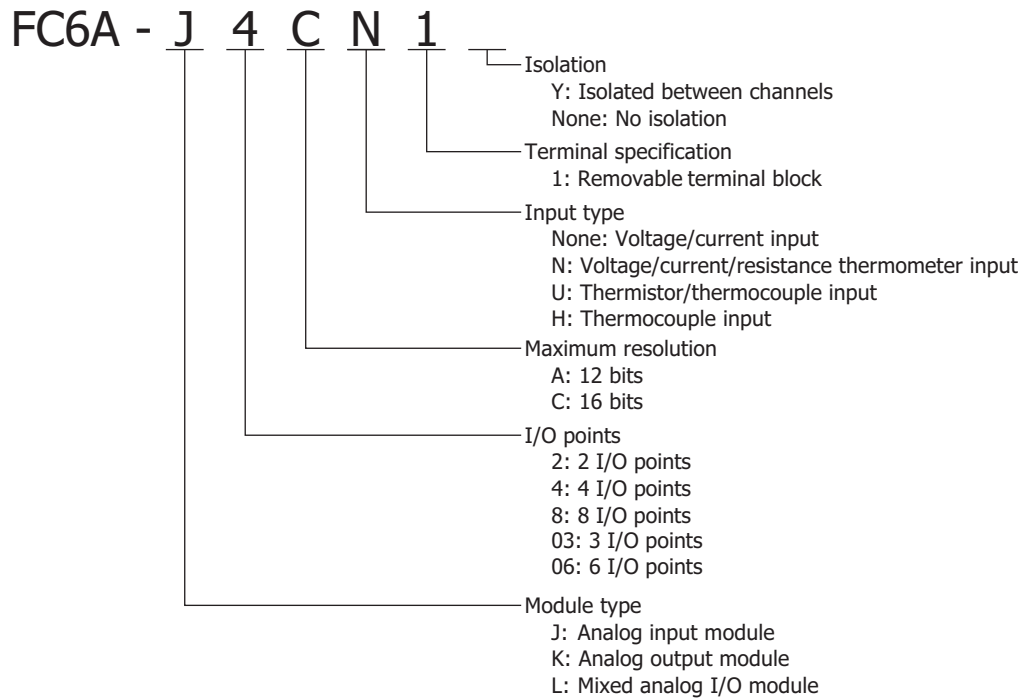 FC6A - J 4 C N 1
Isolation
Y: Isolated between channels
None: No isolation
Terminal specification
1: Removable terminal block
Input type
None: Voltage/current input
N: Voltage/current/resistance thermometer input
U: Thermistor/thermocouple input
H: Thermocouple input
Maximum resolution
A: 12 bits
C: 16 bits
I/O points
2: 2 I/O points
4: 4 I/O points
8: 8 I/O points
03: 3 I/O points
06: 6 I/O points
Module type
J: Analog input module
K: Analog output module
L: Mixed analog I/O module